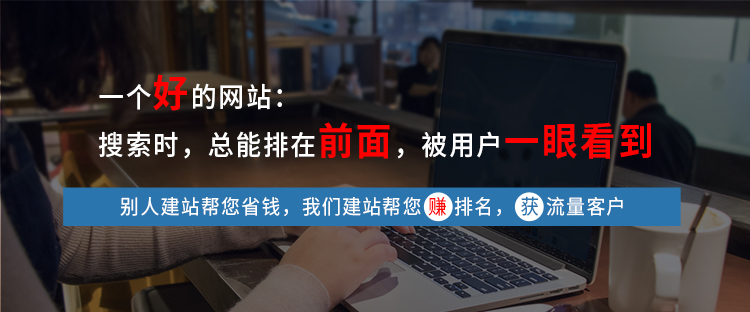 一个好的网站：
搜索时，总能排在前面，被用户一眼看到
别人建站帮您省钱，我们建站帮您赚排名，获流量客户